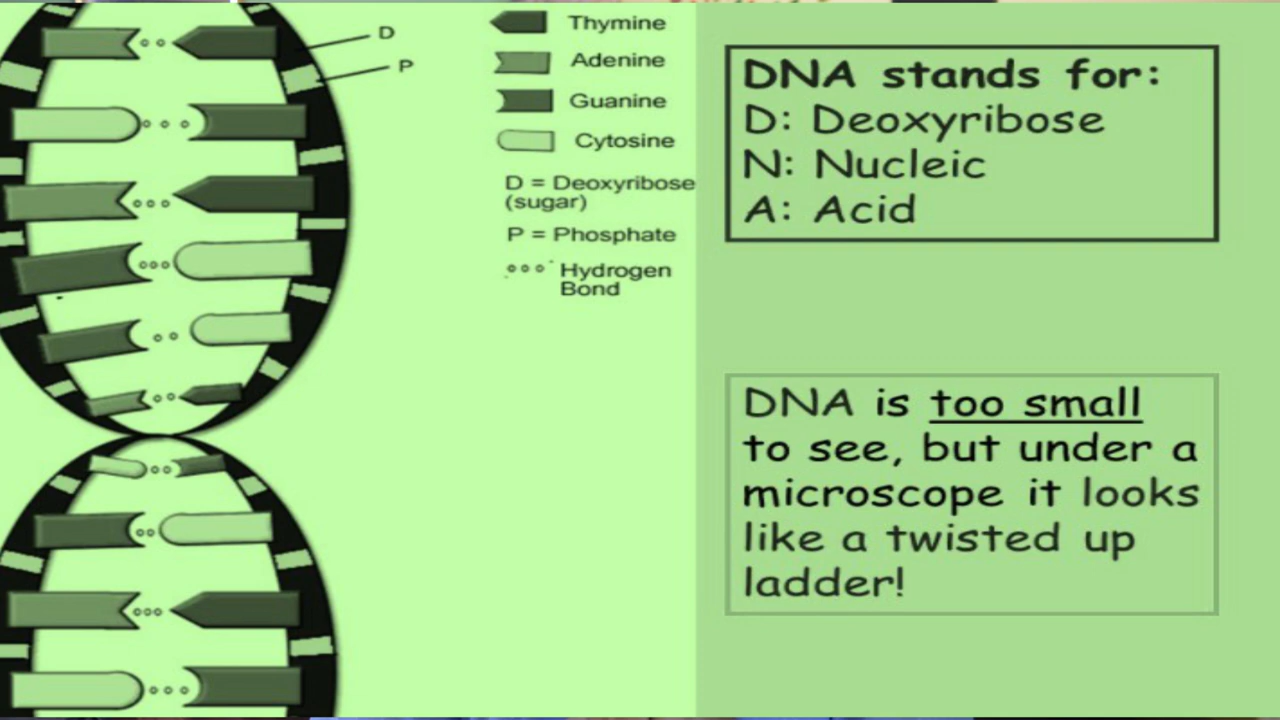 D
P
Thymine
Adenine
Guanine
Cytosine
D = Deoxyribose
(sugar)
P = Phosphate
Hydrogen
Bond
DNA stands for:
D: Deoxyribose
N: Nucleic
A: Acid
DNA is too small
to see, but under a
microscope it looks
like a twisted up
ladder!